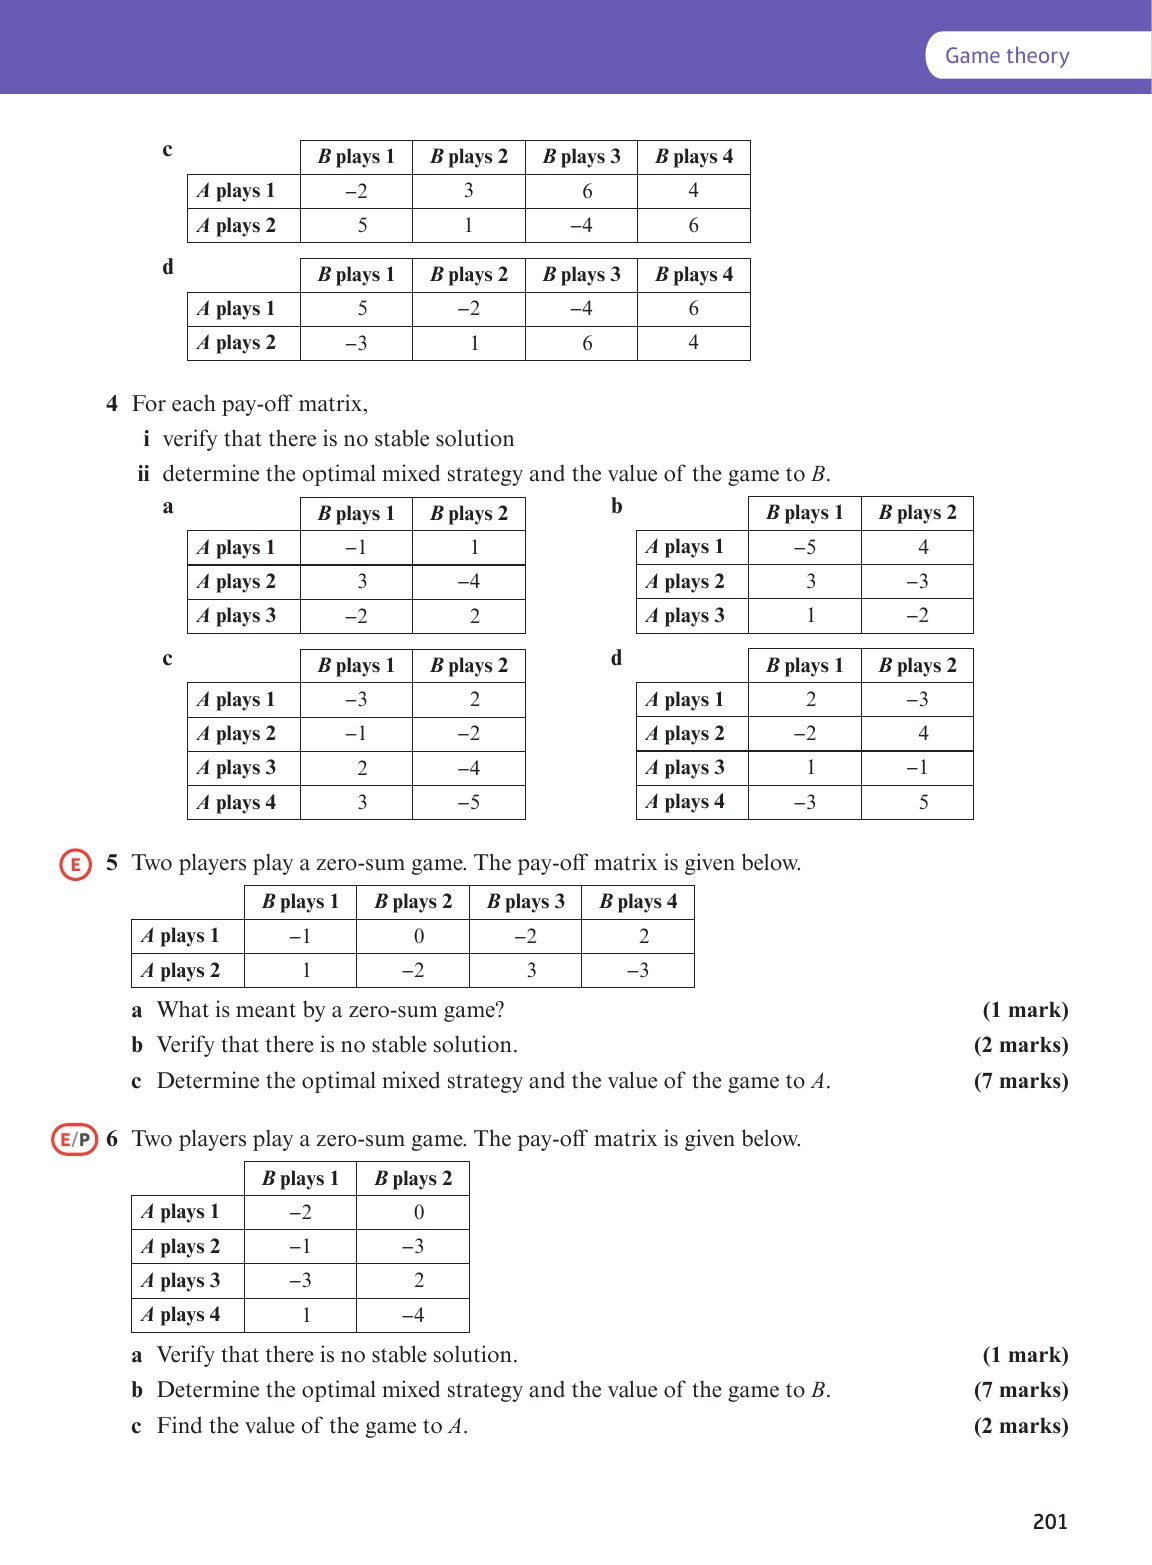 Game theory
c
B plays 1 B plays 2 B plays 3 B plays 4
A plays 1 −2 3 6 4
A plays 2 5 1 −4 6
d
B plays 1 B plays 2 B plays 3 B plays 4
A plays 1 5 −2 −4 6
A plays 2 −3 1 6 4
4 For each pay-off matrix,
i verify that there is no stable solution
ii determine the optimal mixed strategy and the value of the game to B.
a
B plays 1 B plays 2
A plays 1 −1 1
A plays 2 3 −4
A plays 3 −2 2
b
B plays 1 B plays 2
A plays 1 −5 4
A plays 2 3 −3
A plays 3 1 −2
c
B plays 1 B plays 2
A plays 1 −3 2
A plays 2 −1 −2
A plays 3 2 −4
A plays 4 3 −5
d
B plays 1 B plays 2
A plays 1 2 −3
A plays 2 −2 4
A plays 3 1 −1
A plays 4 −3 5
E 5 Two players play a zero-sum game. The pay-off matrix is given below.
B plays 1 B plays 2 B plays 3 B plays 4
A plays 1 −1 0 −2 2
A plays 2 1 −2 3 −3
a What is meant by a zero-sum game? (1 mark)
b Verify that there is no stable solution. (2 marks)
c Determine the optimal mixed strategy and the value of the game to A. (7 marks)
E/P 6 Two players play a zero-sum game. The pay-off matrix is given below.
B plays 1 B plays 2
A plays 1 −2 0
A plays 2 −1 −3
A plays 3 −3 2
A plays 4 1 −4
a Verify that there is no stable solution. (1 mark)
b Determine the optimal mixed strategy and the value of the game to B. (7 marks)
c Find the value of the game to A. (2 marks)
201